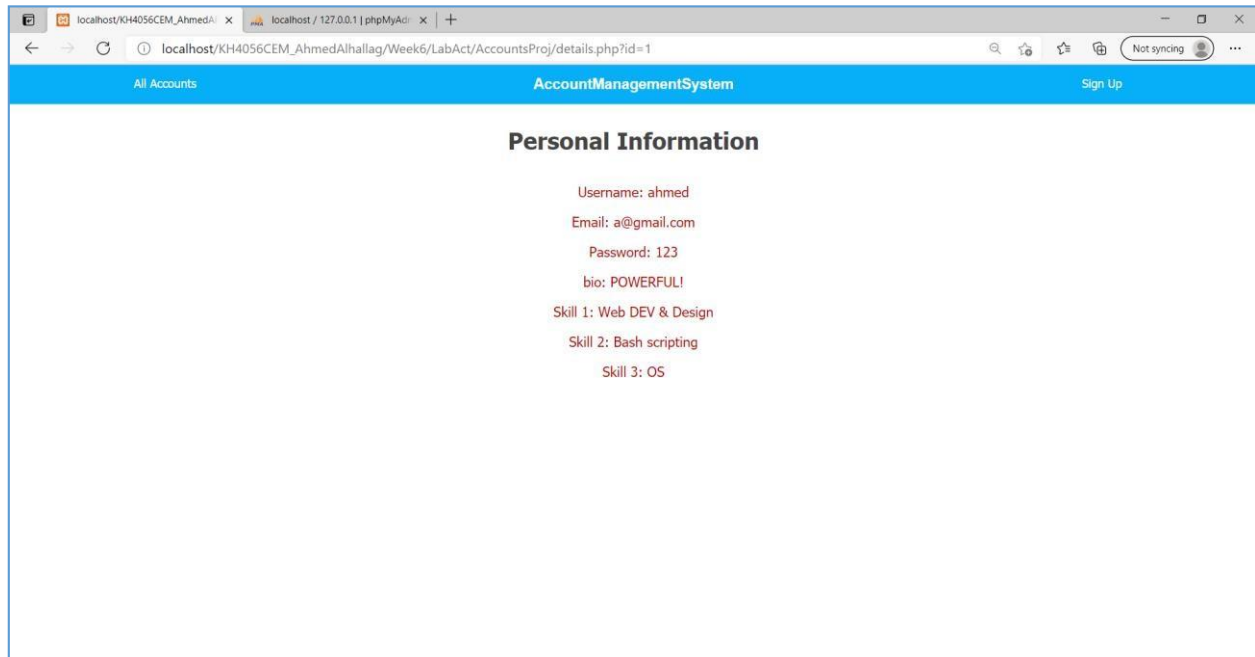 localhost/KH4056CEM_AhmedAl
localhost / 127.0.0.1 | phpMyAdr
localhost/KH4056CEM_AhmedAlhallag/Week6/LabAct/AccountsProj/details.php?id=1
Not syncing
All Accounts
AccountManagementSystem
Sign Up
Personal Information
Username: ahmed
Email: a@gmail.com
Password: 123
bio: POWERFUL!
Skill 1: Web DEV & Design
Skill 2: Bash scripting
Skill 3: OS